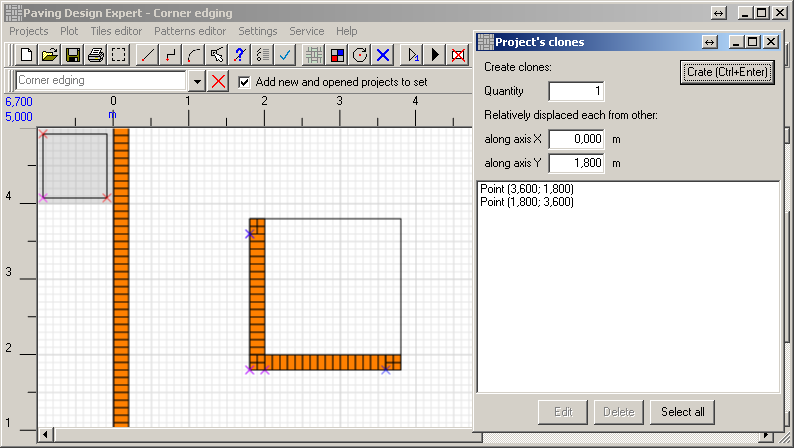 Paving Design Expert - Corner edging
Projects Plot Tiles editor Patterns editor Settings Service Help
Corner edging
Add new and opened projects to set
6,700
5,000
0 1 2 3 4
m
4
3
2
1
Project's clones
Create clones:
Quantity 1
Crate (Ctrl+Enter)
Relatively displaced each from other:
along axis X 0,000 m
along axis Y 1,800 m
Point (3,600; 1,800)
Point (1,800; 3,600)
Edit Delete Select all